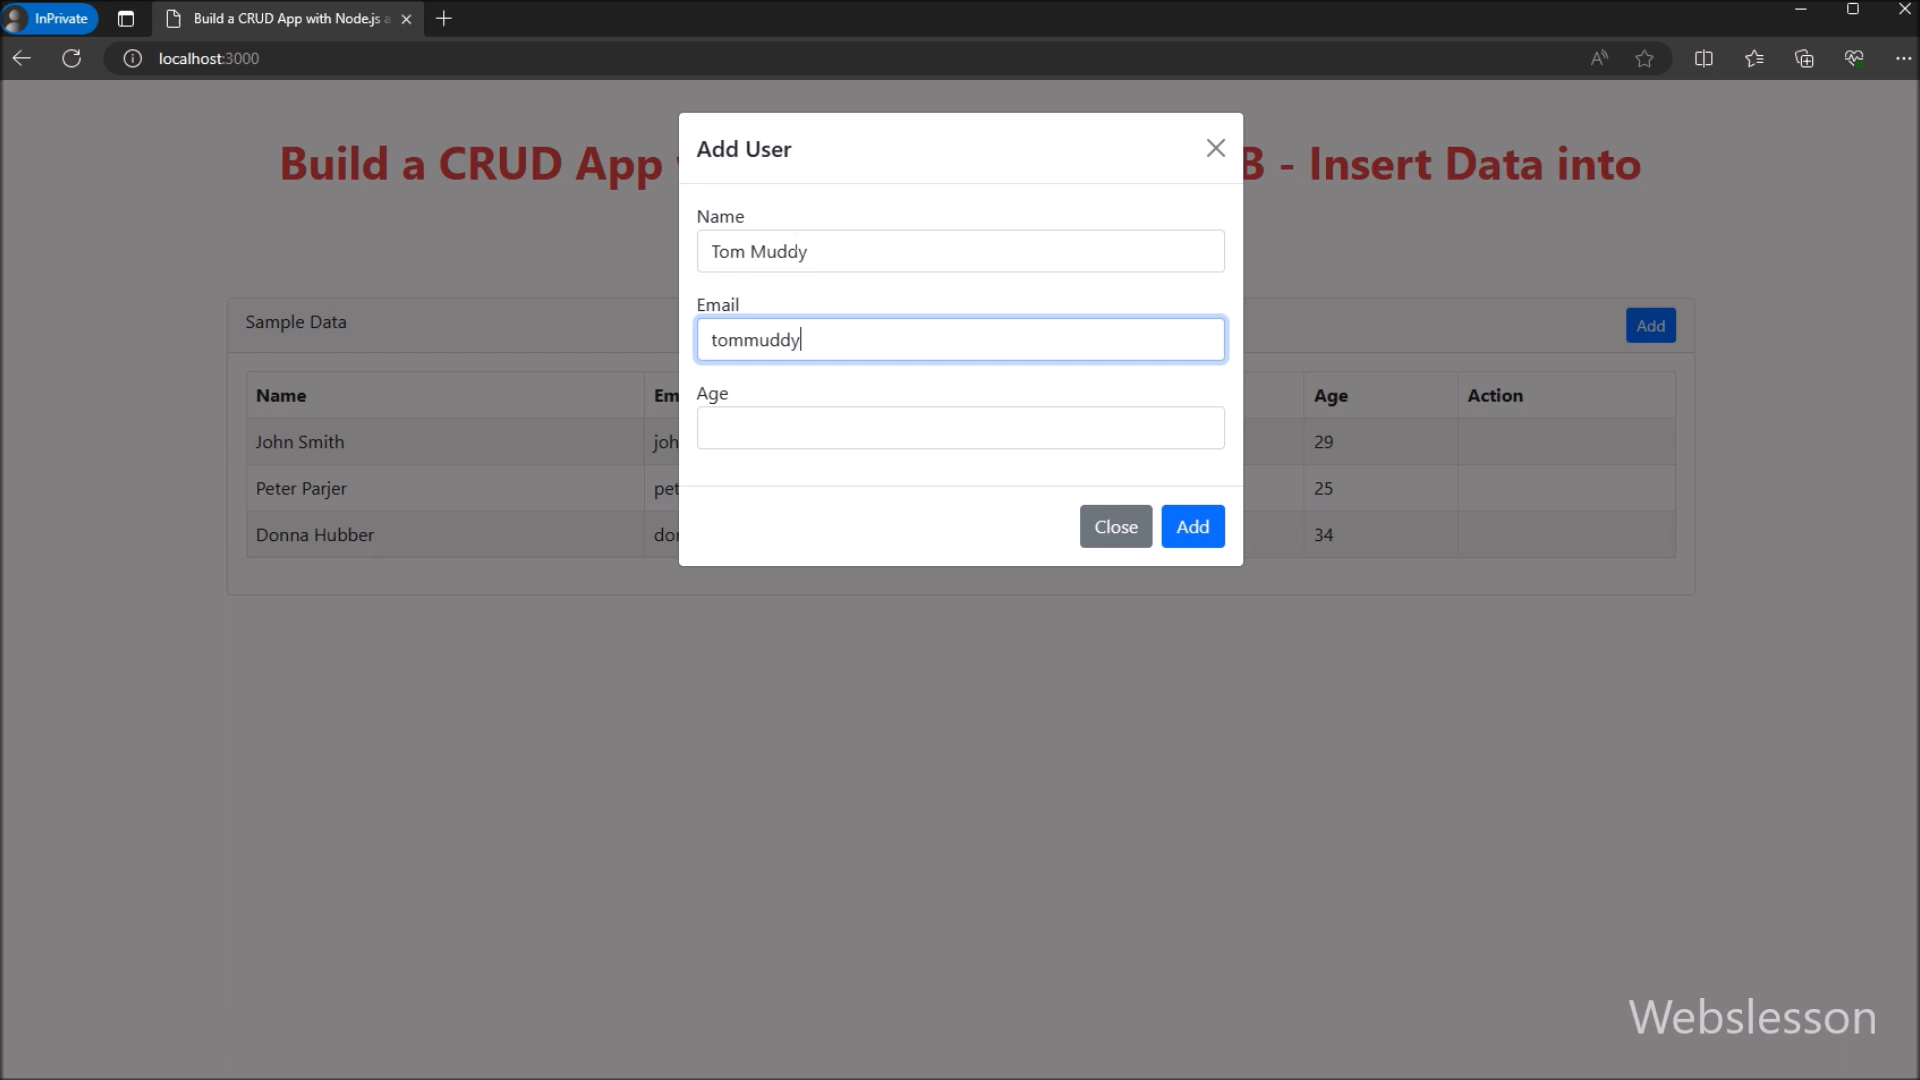 InPrivate
Build a CRUD App with Node.js a
localhost:3000
Build a CRUD App
B - Insert Data into
Add User
Name
Tom Muddy
Email
tommuddy
Age
Close
Add
Sample Data
Add
Name
Em
Age
Action
John Smith
joh
29
Peter Parjer
pet
25
Donna Hubber
dor
34
Webslesson